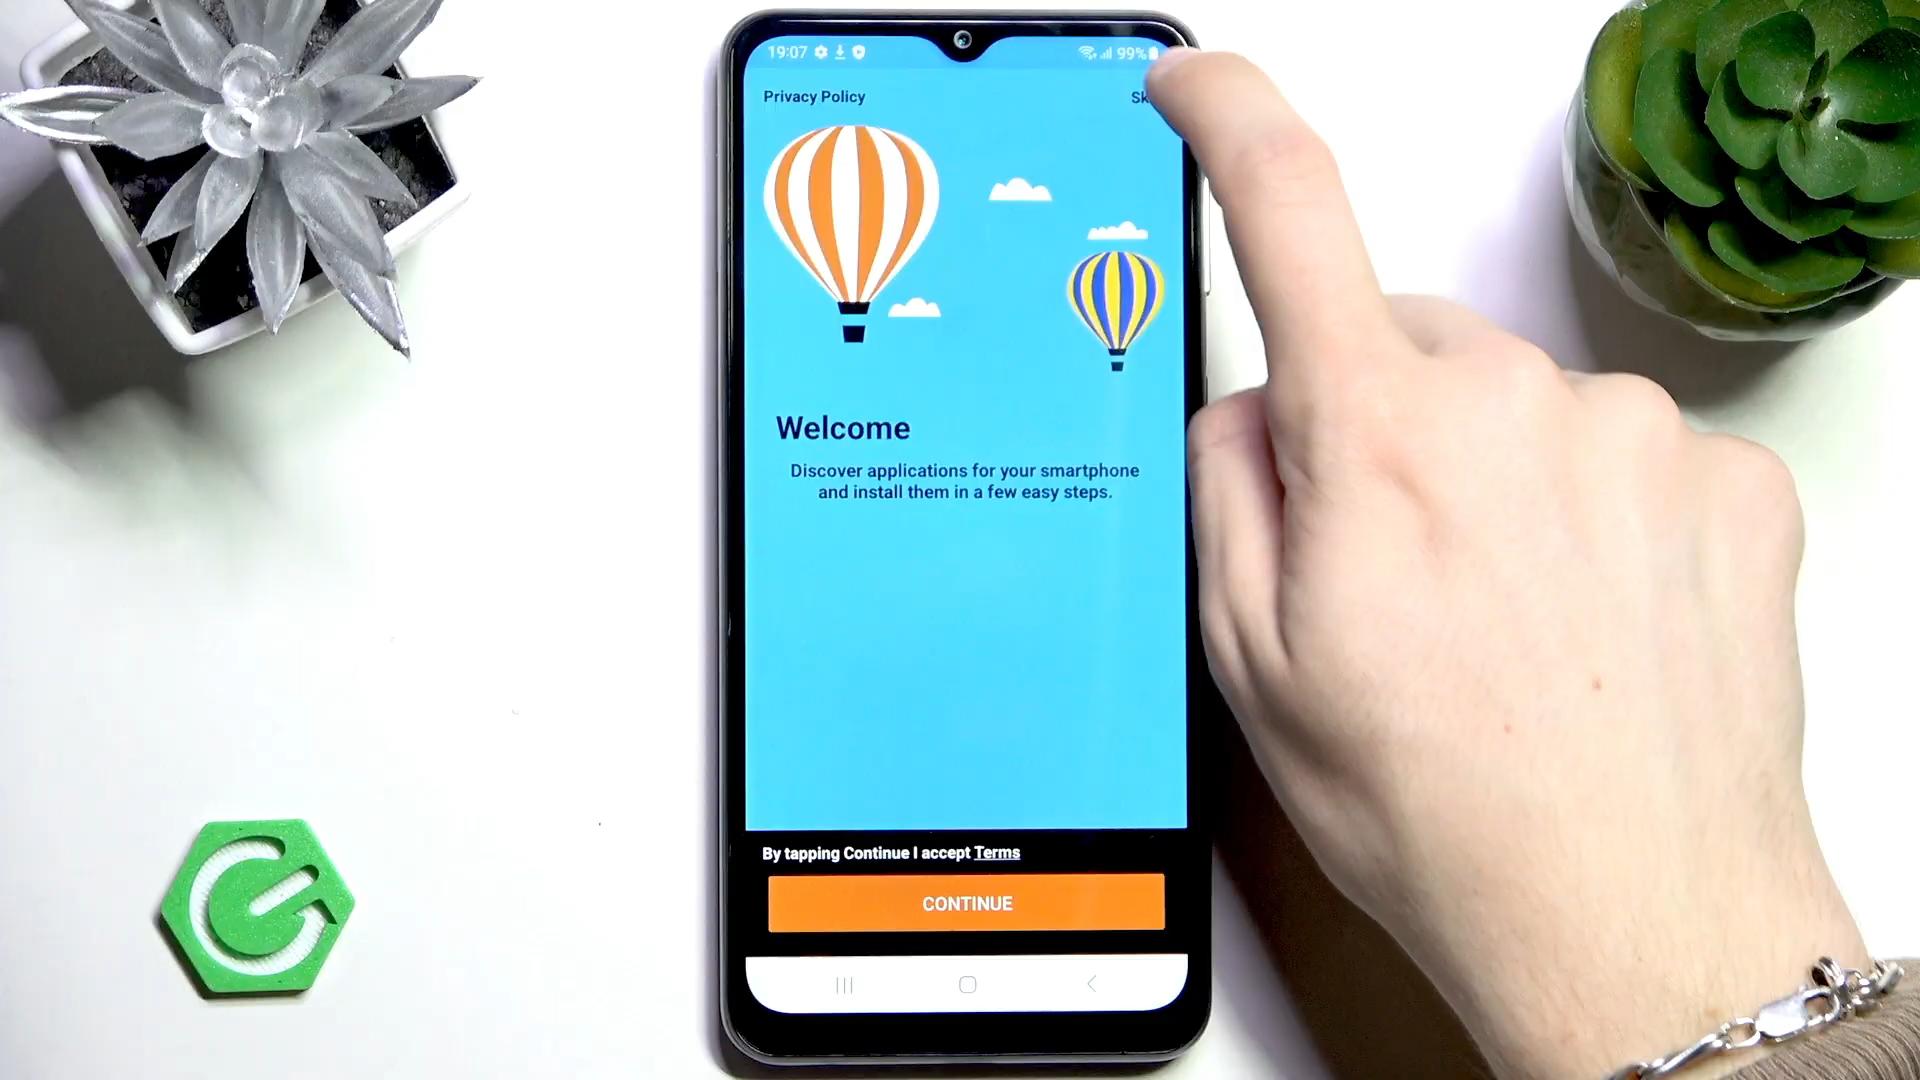 19:07 99%
Privacy Policy
Welcome
Discover applications for your smartphone
and install them in a few easy steps.
By tapping Continue I accept Terms
CONTINUE